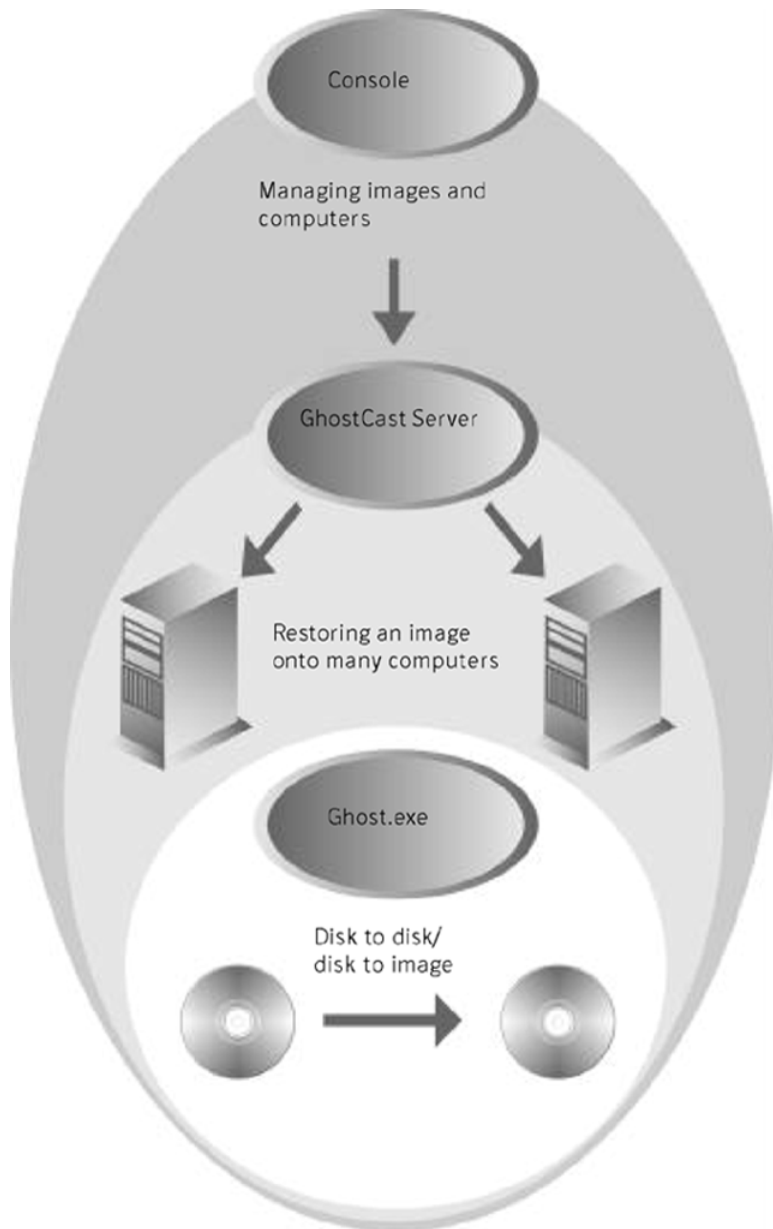 Console
Managing images and
computers
GhostCast Server
Restoring an image
onto many computers
Ghost.exe
Disk to disk/
disk to image